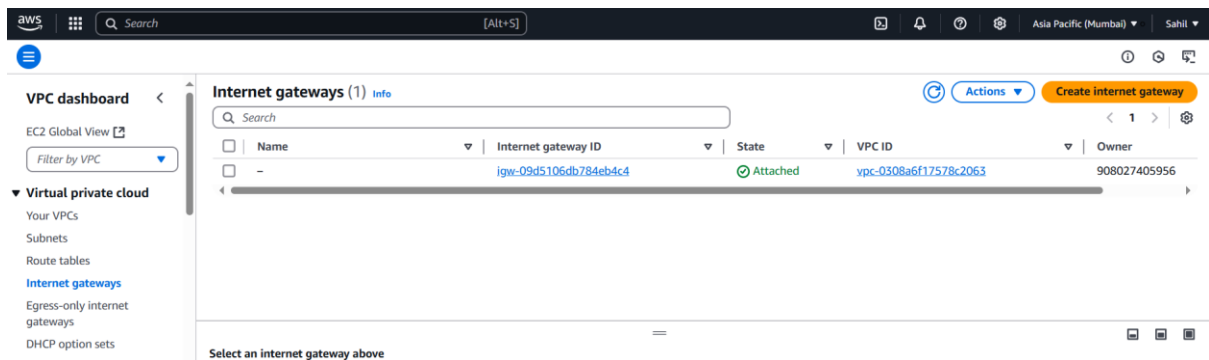 aws Search [Alt+S] Asia Pacific (Mumbai) Sahil
VPC dashboard
EC2 Global View
Filter by VPC
Virtual private cloud
Your VPCs
Subnets
Route tables
Internet gateways
Egress-only internet
gateways
DHCP option sets
Internet gateways (1) Info Actions Create internet gateway
Search 1
Name Internet gateway ID State VPC ID Owner
– igw-09d5106db784eb4c4 Attached vpc-0308a6f17578c2063 908027405956
Select an internet gateway above